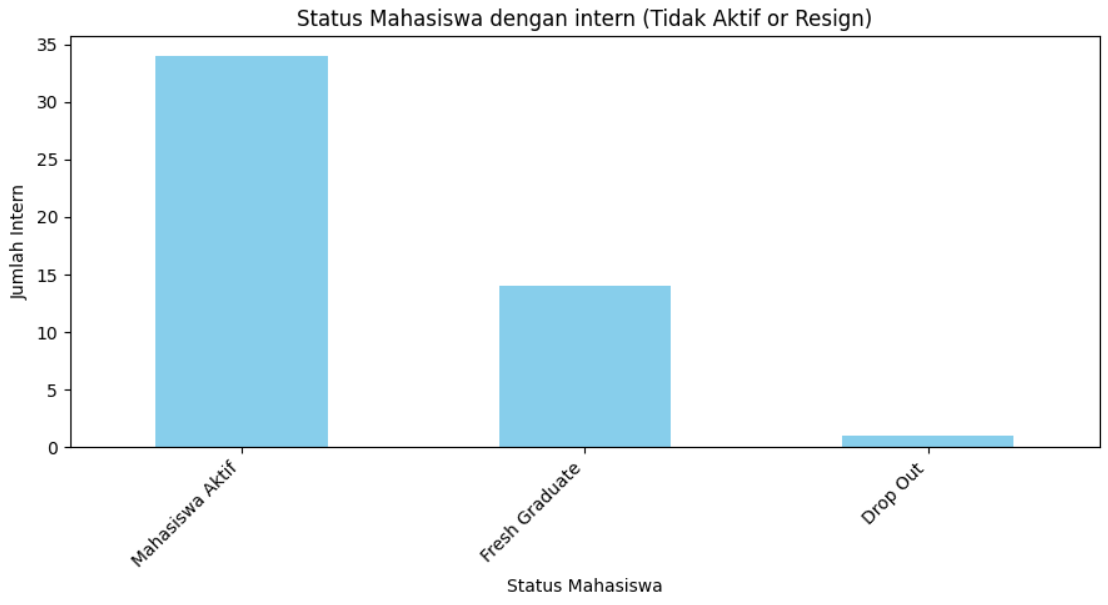 Status Mahasiswa dengan intern (Tidak Aktif or Resign)
Jumlah Intern
35
30
25
20
15
10
5
0
Mahasiswa Aktif
Fresh Graduate
Drop Out
Status Mahasiswa